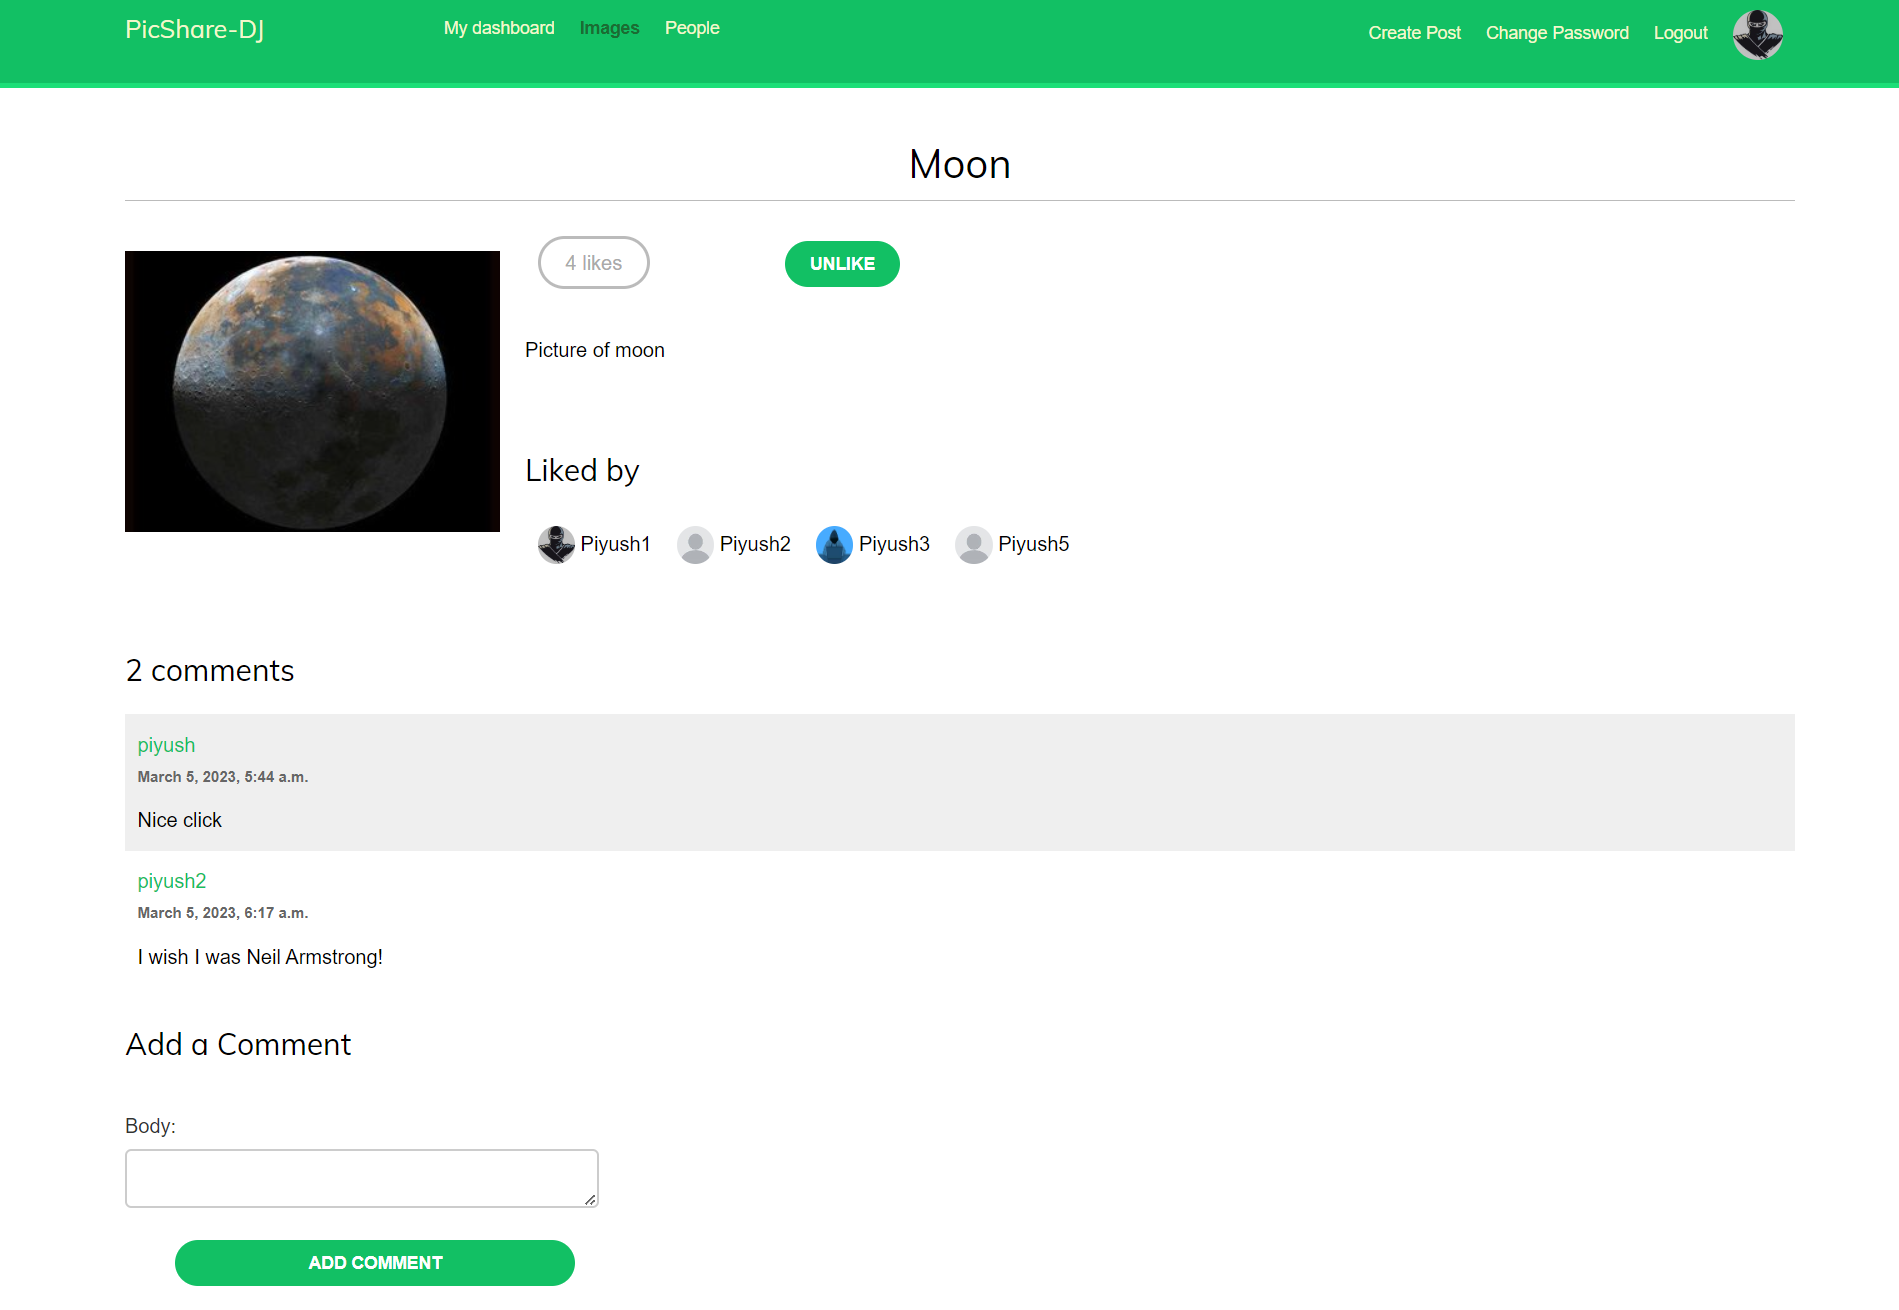 PicShare-DJ
My dashboard Images People
Create Post Change Password Logout
Moon
4 likes
UNLIKE
Picture of moon
Liked by
Piyush1 Piyush2 Piyush3 Piyush5
2 comments
piyush
March 5, 2023, 5:44 a.m.
Nice click
piyush2
March 5, 2023, 6:17 a.m.
I wish I was Neil Armstrong!
Add a Comment
Body:
ADD COMMENT